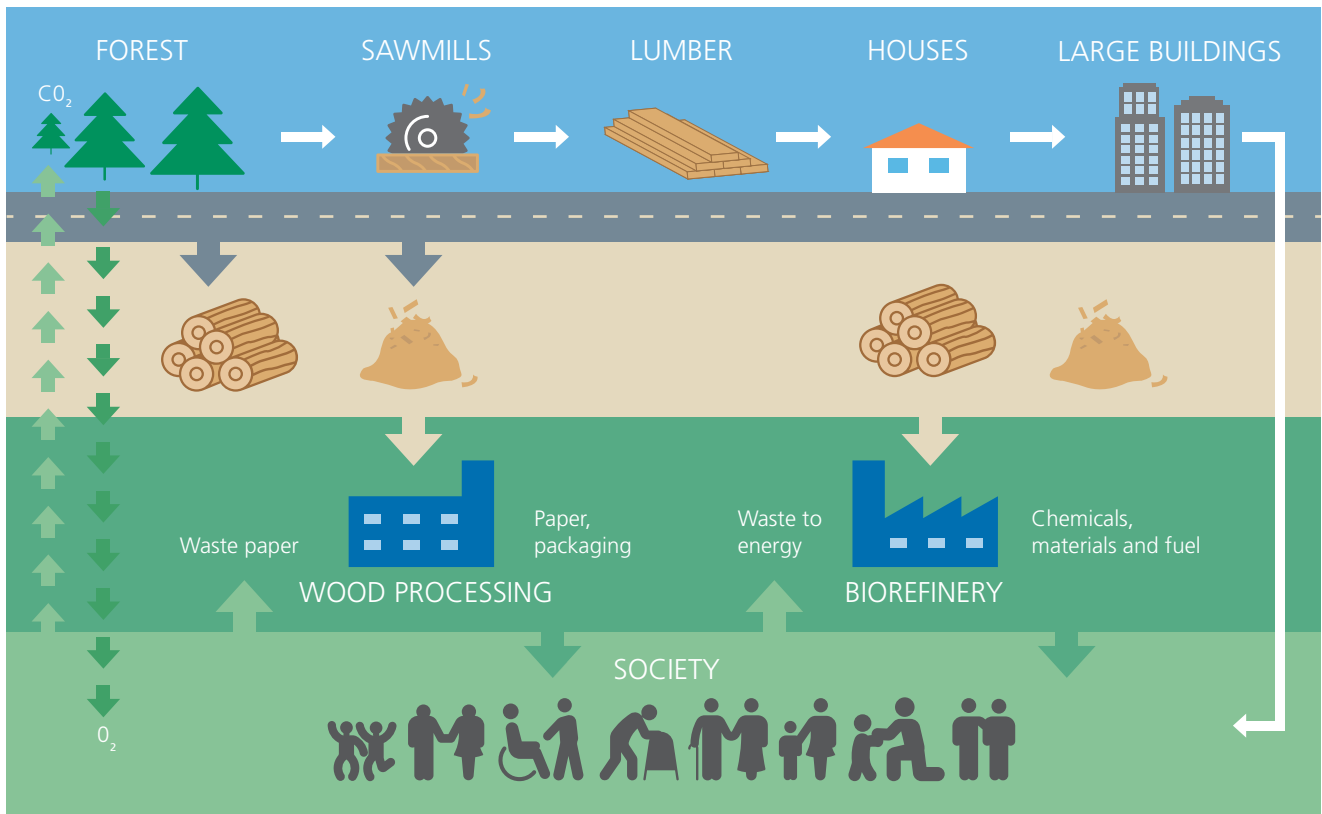 FOREST
SAWMILLS
LUMBER
HOUSES
LARGE BUILDINGS
C0₂
Waste paper
Paper,
packaging
WOOD PROCESSING
Waste to
energy
Chemicals,
materials and fuel
BIOREFINERY
SOCIETY
0₂